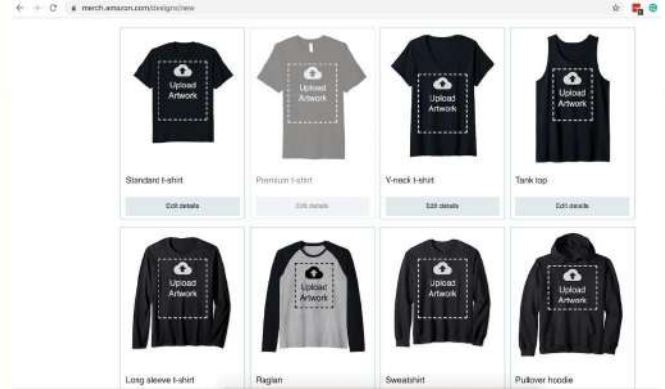 merch.amazon.com/designs/new
Upload
Artwork
Upload
Artwork
Upload
Artwork
Upload
Artwork
Standard t-shirt
Premium t-shirt
V-neck t-shirt
Tank top
Edit details
Edit details
Edit details
Edit details
Upload
Artwork
Upload
Artwork
Upload
Artwork
Upload
Artwork
Long sleeve t-shirt
Raglan
Sweatshirt
Pullover hoodie